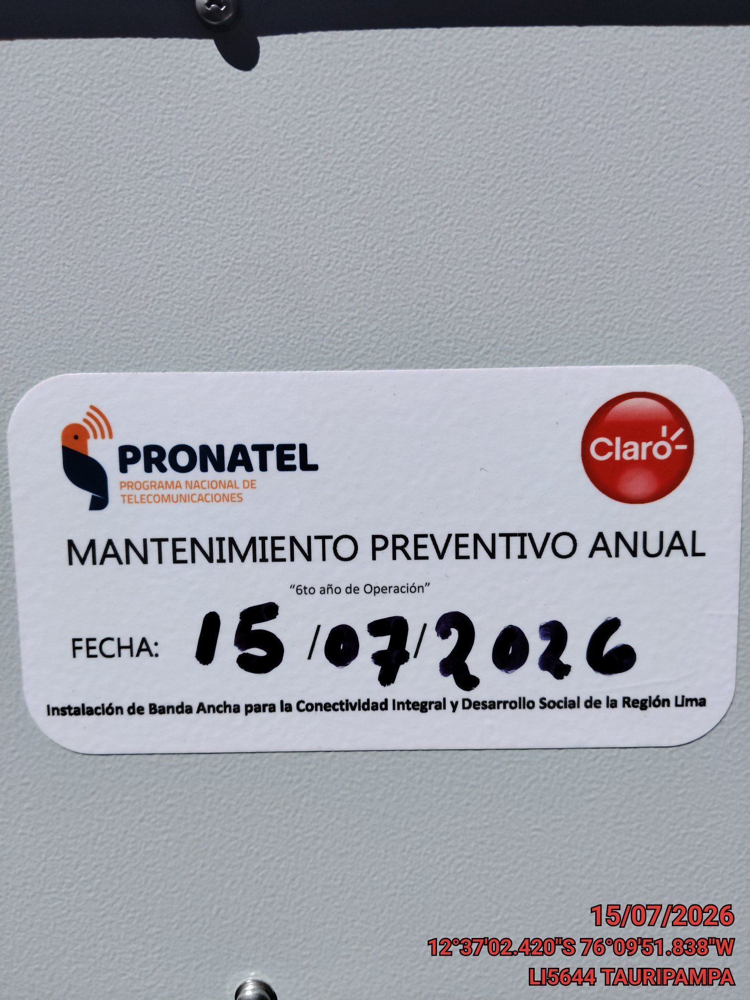 PRONATEL
PROGRAMA NACIONAL DE
TELECOMUNICACIONES
Claro
MANTENIMIENTO PREVENTIVO ANUAL
“6to año de Operación”
FECHA: 15/07/2026
Instalación de Banda Ancha para la Conectividad Integral y Desarrollo Social de la Región Lima
15/07/2026
12°37'02.420"S 76°09'51.838"W
LI5644 TAURIPAMPA